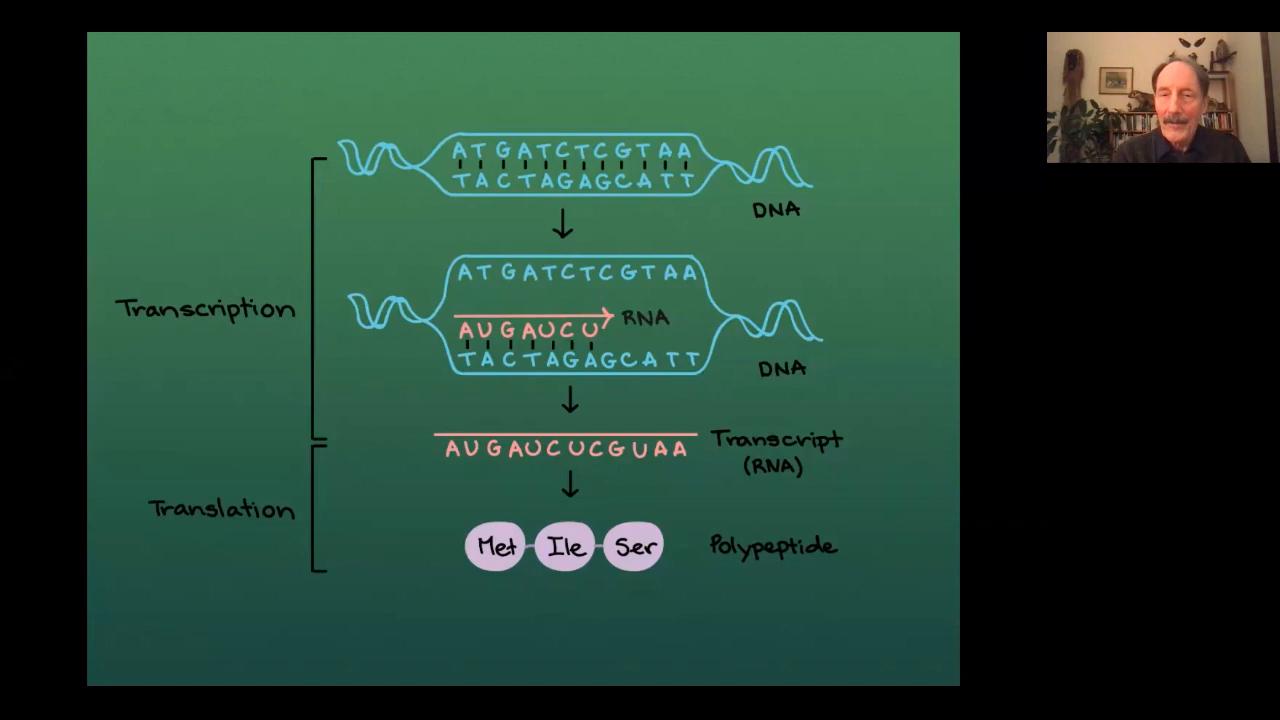 ATGATCTCGTAA
TACTAGAGCATT
DNA
ATGATCTCGTAA
Transcription
RNA
AUGAUCU
TACTAGAGCATT
DNA
AUGAUCUCGUAA
Transcript
(RNA)
Translation
Met Ile Ser
Polypeptide